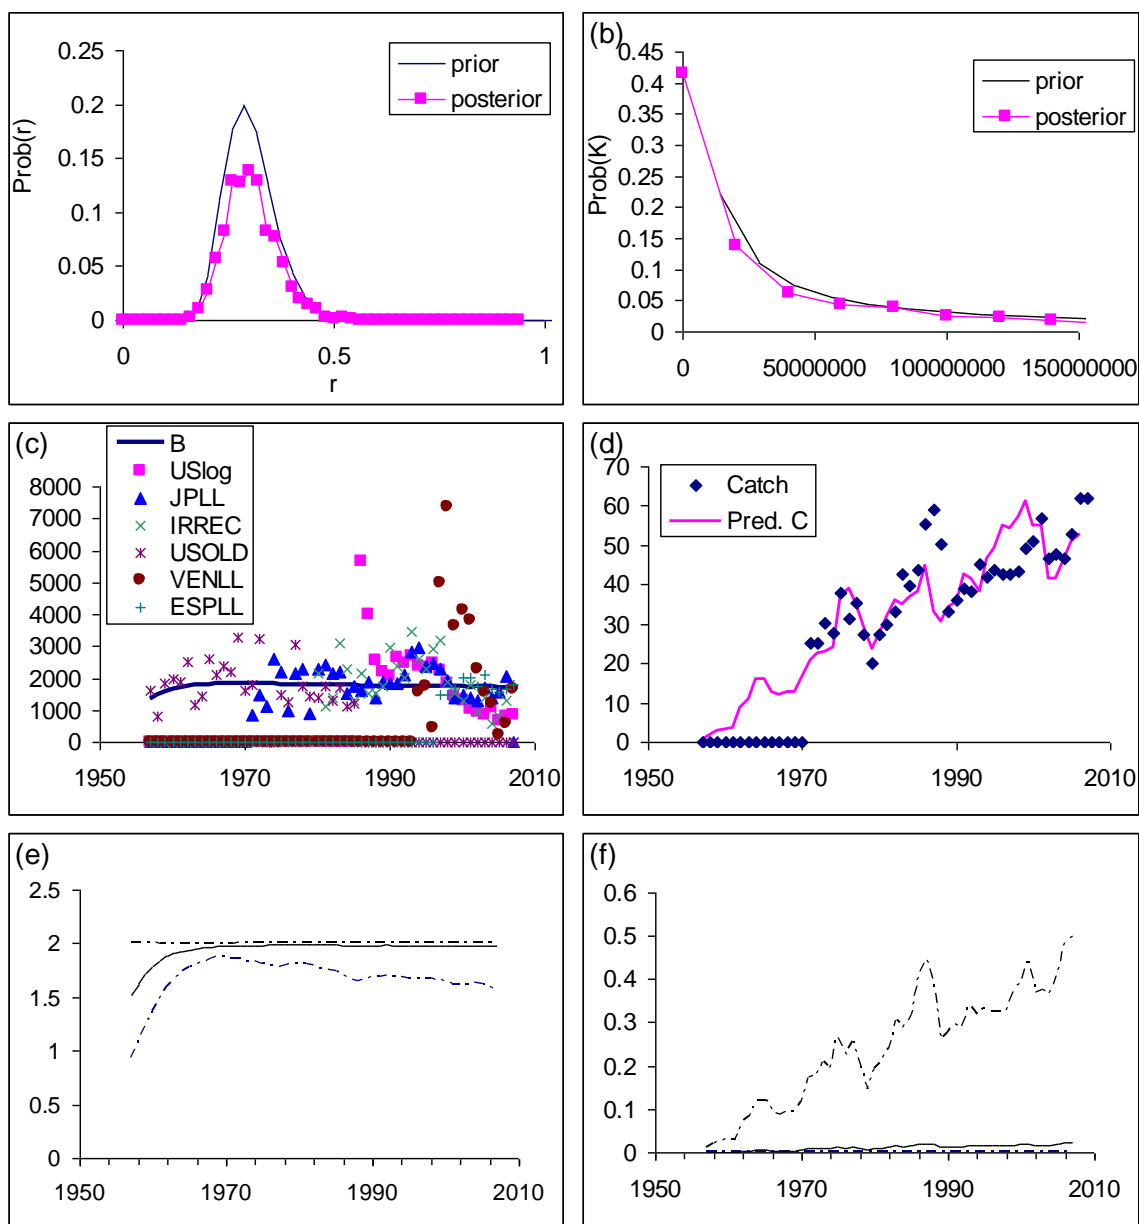 0.25
0.2
0.15
0.1
0.05
0
Prob(r)
prior
posterior
0 0.5 1
r
(b)
0.45
0.4
0.35
0.3
0.25
0.2
0.15
0.1
0.05
0
Prob(K)
prior
posterior
0 50000000 100000000 150000000
(c)
B
USlog
JPLL
IRREC
USOLD
VENLL
ESPLL
8000
7000
6000
5000
4000
3000
2000
1000
0
1950 1970 1990 2010
(d)
70
60
50
40
30
20
10
0
Catch
Pred. C
1950 1970 1990 2010
(e)
2.5
2
1.5
1
0.5
0
1950 1970 1990 2010
(f)
0.6
0.5
0.4
0.3
0.2
0.1
0
1950 1970 1990 2010